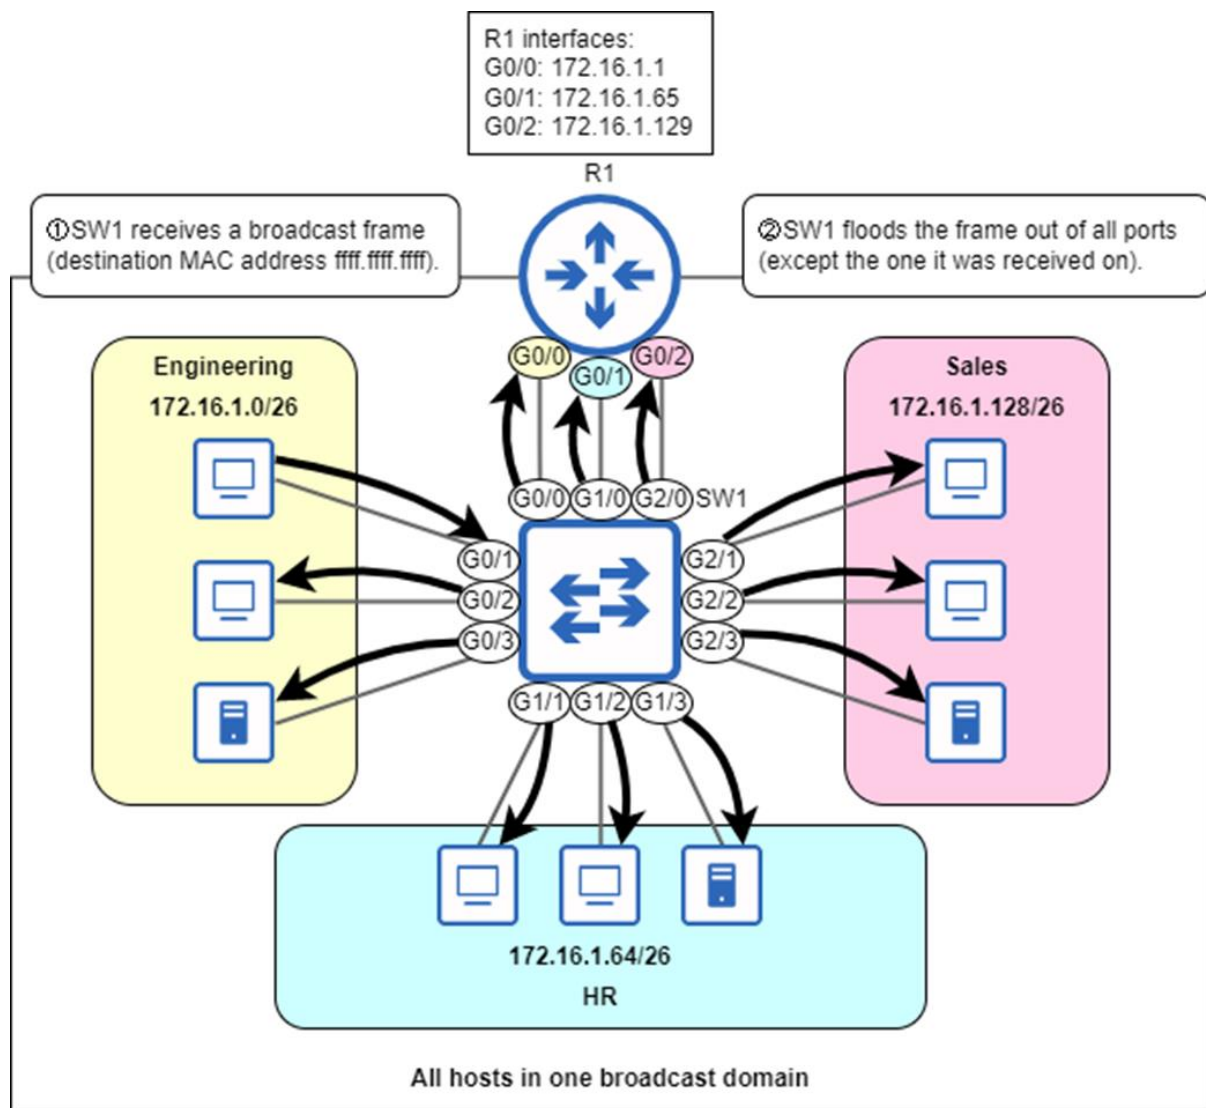 R1 interfaces:
G0/0: 172.16.1.1
G0/1: 172.16.1.65
G0/2: 172.16.1.129
R1
①SW1 receives a broadcast frame
(destination MAC address ffff.ffff.ffff).
②SW1 floods the frame out of all ports
(except the one it was received on).
G0/0
G0/1
G0/2
Engineering
172.16.1.0/26
Sales
172.16.1.128/26
G0/0
G1/0
G2/0
SW1
G0/1
G0/2
G0/3
G2/1
G2/2
G2/3
G1/1
G1/2
G1/3
172.16.1.64/26
HR
All hosts in one broadcast domain